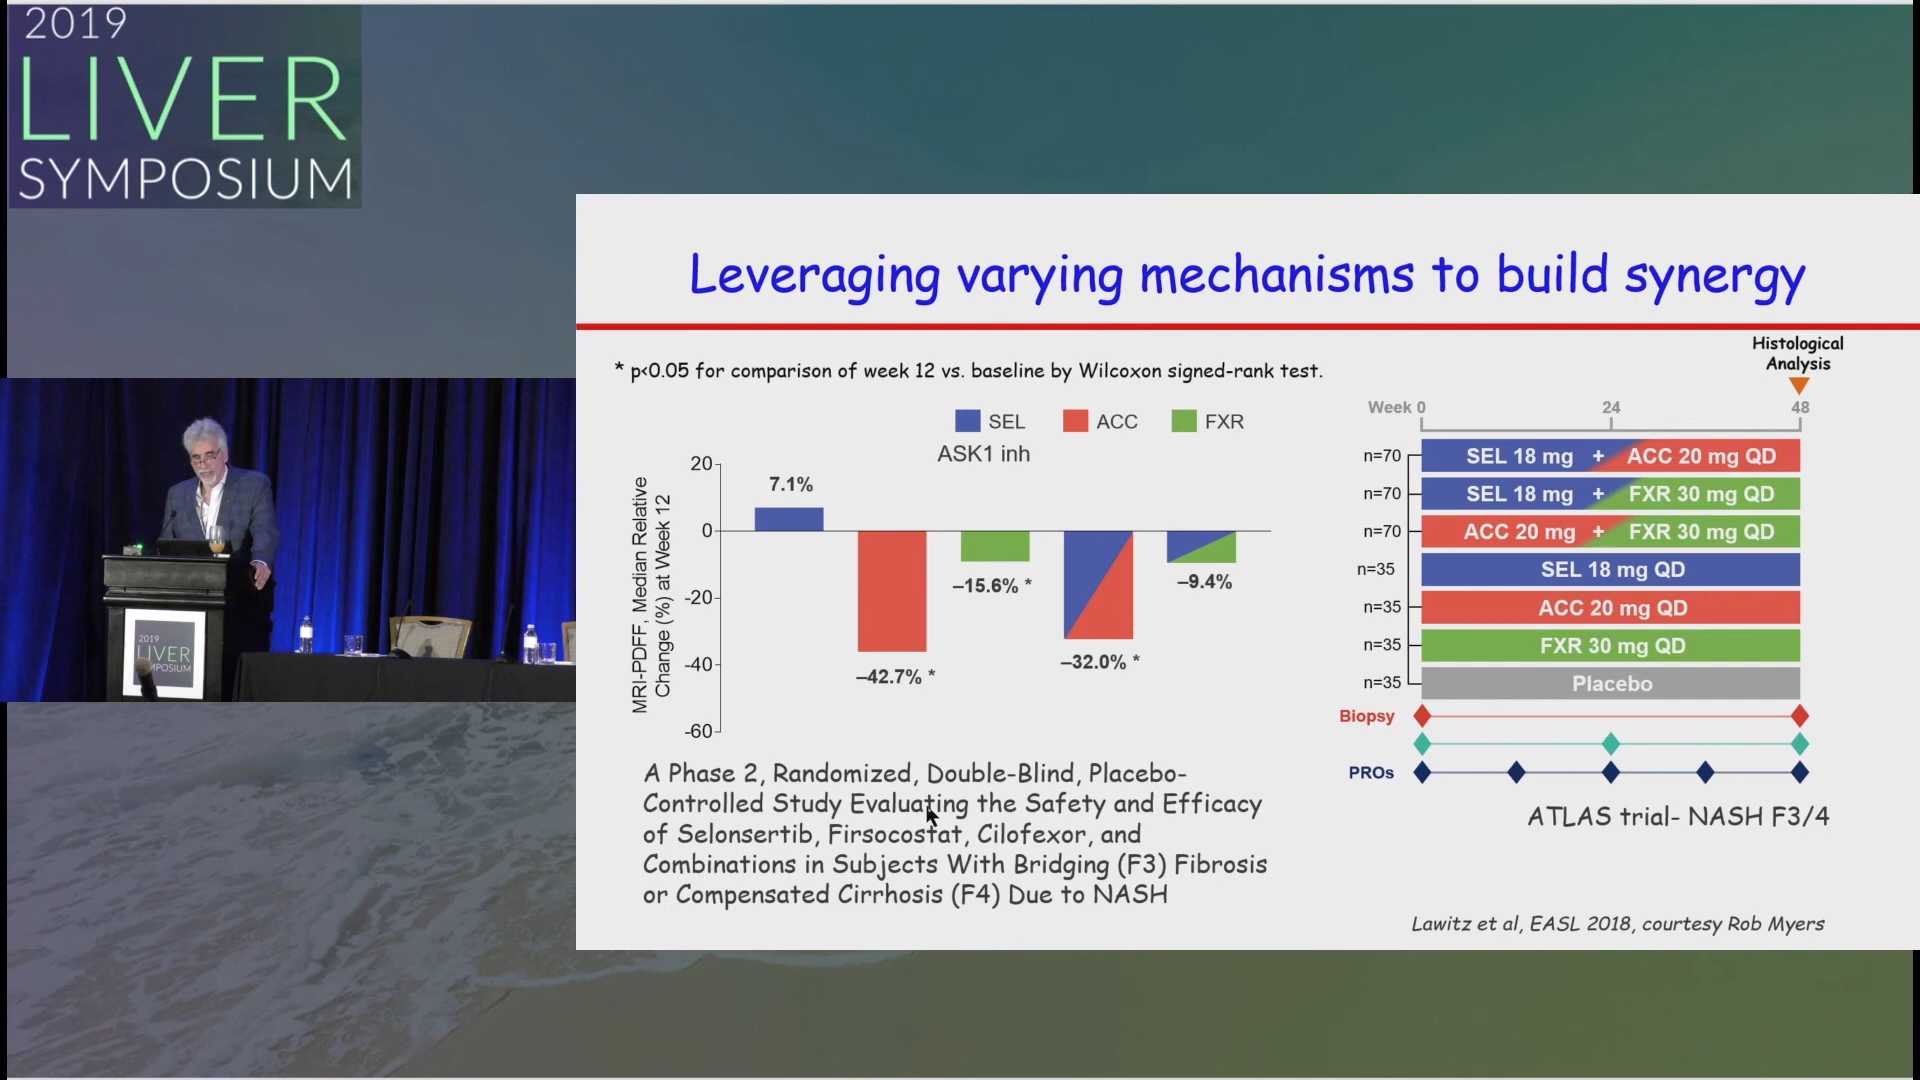 2019
LIVER
SYMPOSIUM
Leveraging varying mechanisms to build synergy
* p<0.05 for comparison of week 12 vs. baseline by Wilcoxon signed-rank test.
SEL ACC FXR
ASK1 inh
MRI-PDFF, Median Relative
Change (%) at Week 12
20
0
-20
-40
-60
7.1%
–42.7% *
–15.6% *
–32.0% *
–9.4%
A Phase 2, Randomized, Double-Blind, Placebo-
Controlled Study Evaluating the Safety and Efficacy
of Selonsertib, Firsocostat, Cilofexor, and
Combinations in Subjects With Bridging (F3) Fibrosis
or Compensated Cirrhosis (F4) Due to NASH
Histological
Analysis
Week 0 24 48
n=70 SEL 18 mg + ACC 20 mg QD
n=70 SEL 18 mg + FXR 30 mg QD
n=70 ACC 20 mg + FXR 30 mg QD
n=35 SEL 18 mg QD
n=35 ACC 20 mg QD
n=35 FXR 30 mg QD
n=35 Placebo
Biopsy
PROs
ATLAS trial- NASH F3/4
Lawitz et al, EASL 2018, courtesy Rob Myers
2019
LIVER